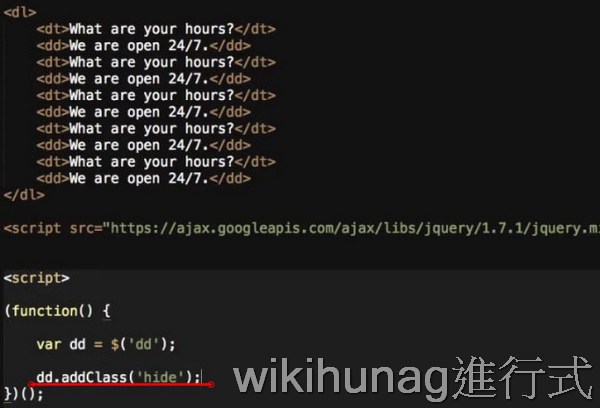 <dl>
<dt>What are your hours?</dt>
<dd>We are open 24/7.</dd>
<dt>What are your hours?</dt>
<dd>We are open 24/7.</dd>
<dt>What are your hours?</dt>
<dd>We are open 24/7.</dd>
<dt>What are your hours?</dt>
<dd>We are open 24/7.</dd>
<dt>What are your hours?</dt>
<dd>We are open 24/7.</dd>
</dl>
<script src="https://ajax.googleapis.com/ajax/libs/jquery/1.7.1/jquery.mi
<script>
(function() {
var dd = $('dd');
dd.addClass('hide');
})();
wikihunag進行式